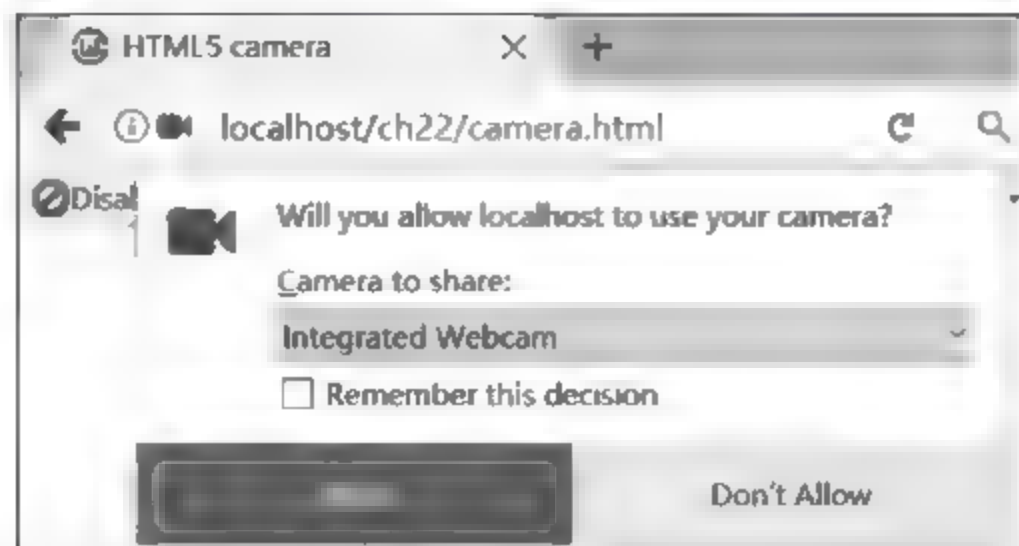 HTML5 camera
localhost/ch22/camera.html
Disal
Will you allow localhost to use your camera?
Camera to share:
Integrated Webcam
Remember this decision
Don't Allow